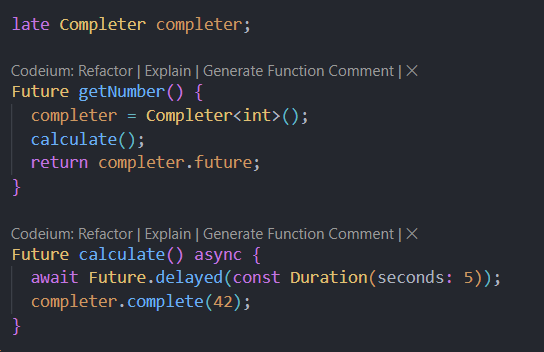 late Completer completer;
Codeium: Refactor | Explain | Generate Function Comment | ✕
Future getNumber() {
completer = Completer<int>();
calculate();
return completer.future;
}
Codeium: Refactor | Explain | Generate Function Comment | ✕
Future calculate() async {
await Future.delayed(const Duration(seconds: 5));
completer.complete(42);
}